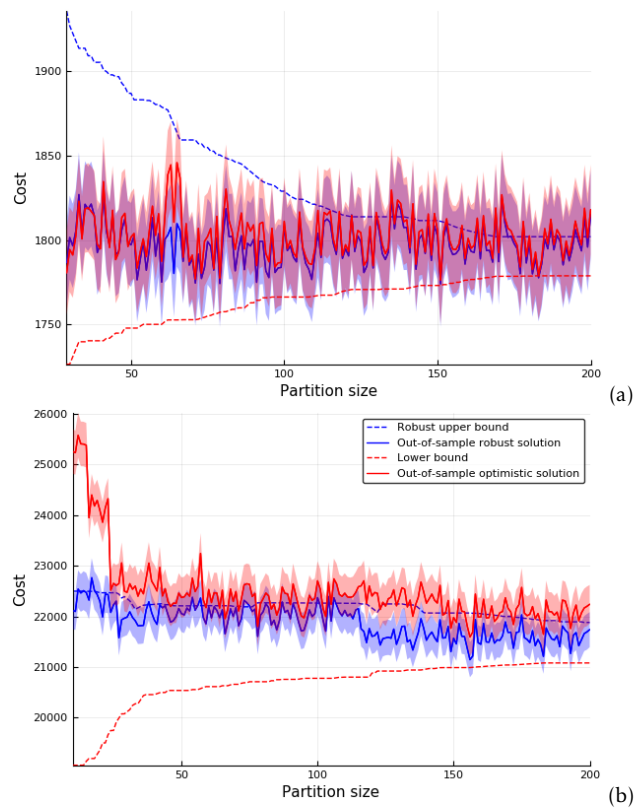 1900
1850
1800
1750
Cost
50
100
150
200
Partition size
(a)
26000
25000
24000
23000
22000
21000
20000
Cost
Robust upper bound
Out-of-sample robust solution
Lower bound
Out-of-sample optimistic solution
50
100
150
200
Partition size
(b)